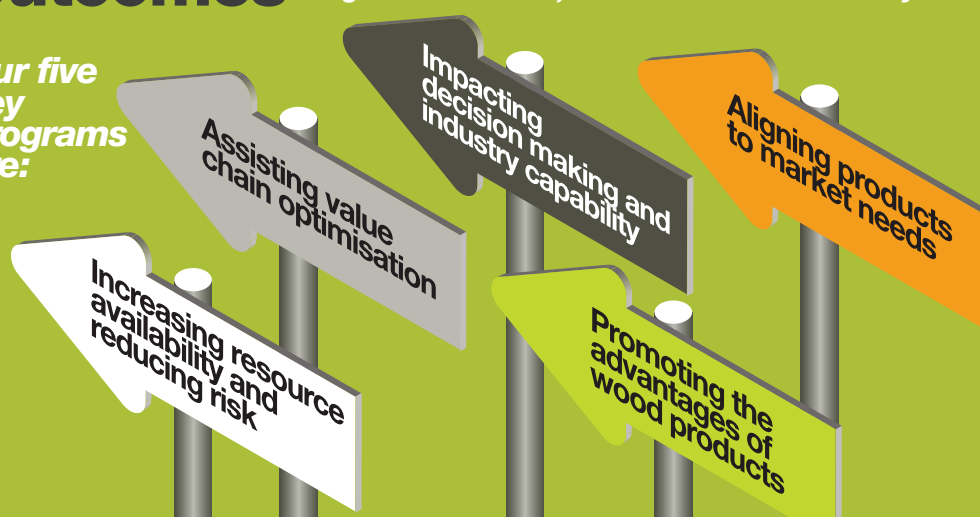 ur five
ey
rograms
e:
Impacting
decision making and
industry capability
Aligning products
to market needs
Assisting value
chain optimisation
Increasing resource
availability and
reducing risk
Promoting the
advantages of
wood products